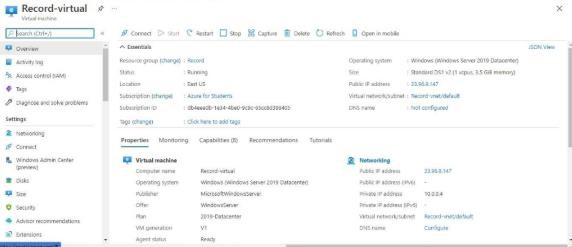 Record-virtual
Virtual machine
Search (Ctrl+/)
Connect Start Restart Stop Capture Delete Refresh Open in mobile
Overview
Activity log
Access control (IAM)
Tags
Diagnose and solve problems
Settings
Networking
Connect
Windows Admin Center (preview)
Disks
Size
Security
Advisor recommendations
Extensions
Essentials
JSON View
Resource group (change) : Record
Status : Running
Location : East US
Subscription (change) : Azure for Students
Subscription ID :
Tags (change) : Click here to add tags
Operating system : Windows (Windows Server 2019 Datacenter)
Size : Standard DS1 v2 (1 vcpus, 3.5 GiB memory)
Public IP address : 23.96.8.147
Virtual network/subnet : Record-vnet/default
DNS name : Not configured
Properties Monitoring Capabilities (8) Recommendations Tutorials
Virtual machine
Computer name Record-virtual
Operating system Windows (Windows Server 2019 Datacenter)
Publisher MicrosoftWindowsServer
Offer WindowsServer
Plan 2019-Datacenter
VM generation V1
Agent status Ready
Networking
Public IP address 23.96.8.147
Public IP address (IPv6) -
Private IP address 10.0.0.4
Private IP address (IPv6) -
Virtual network/subnet Record-vnet/default
DNS name Configure